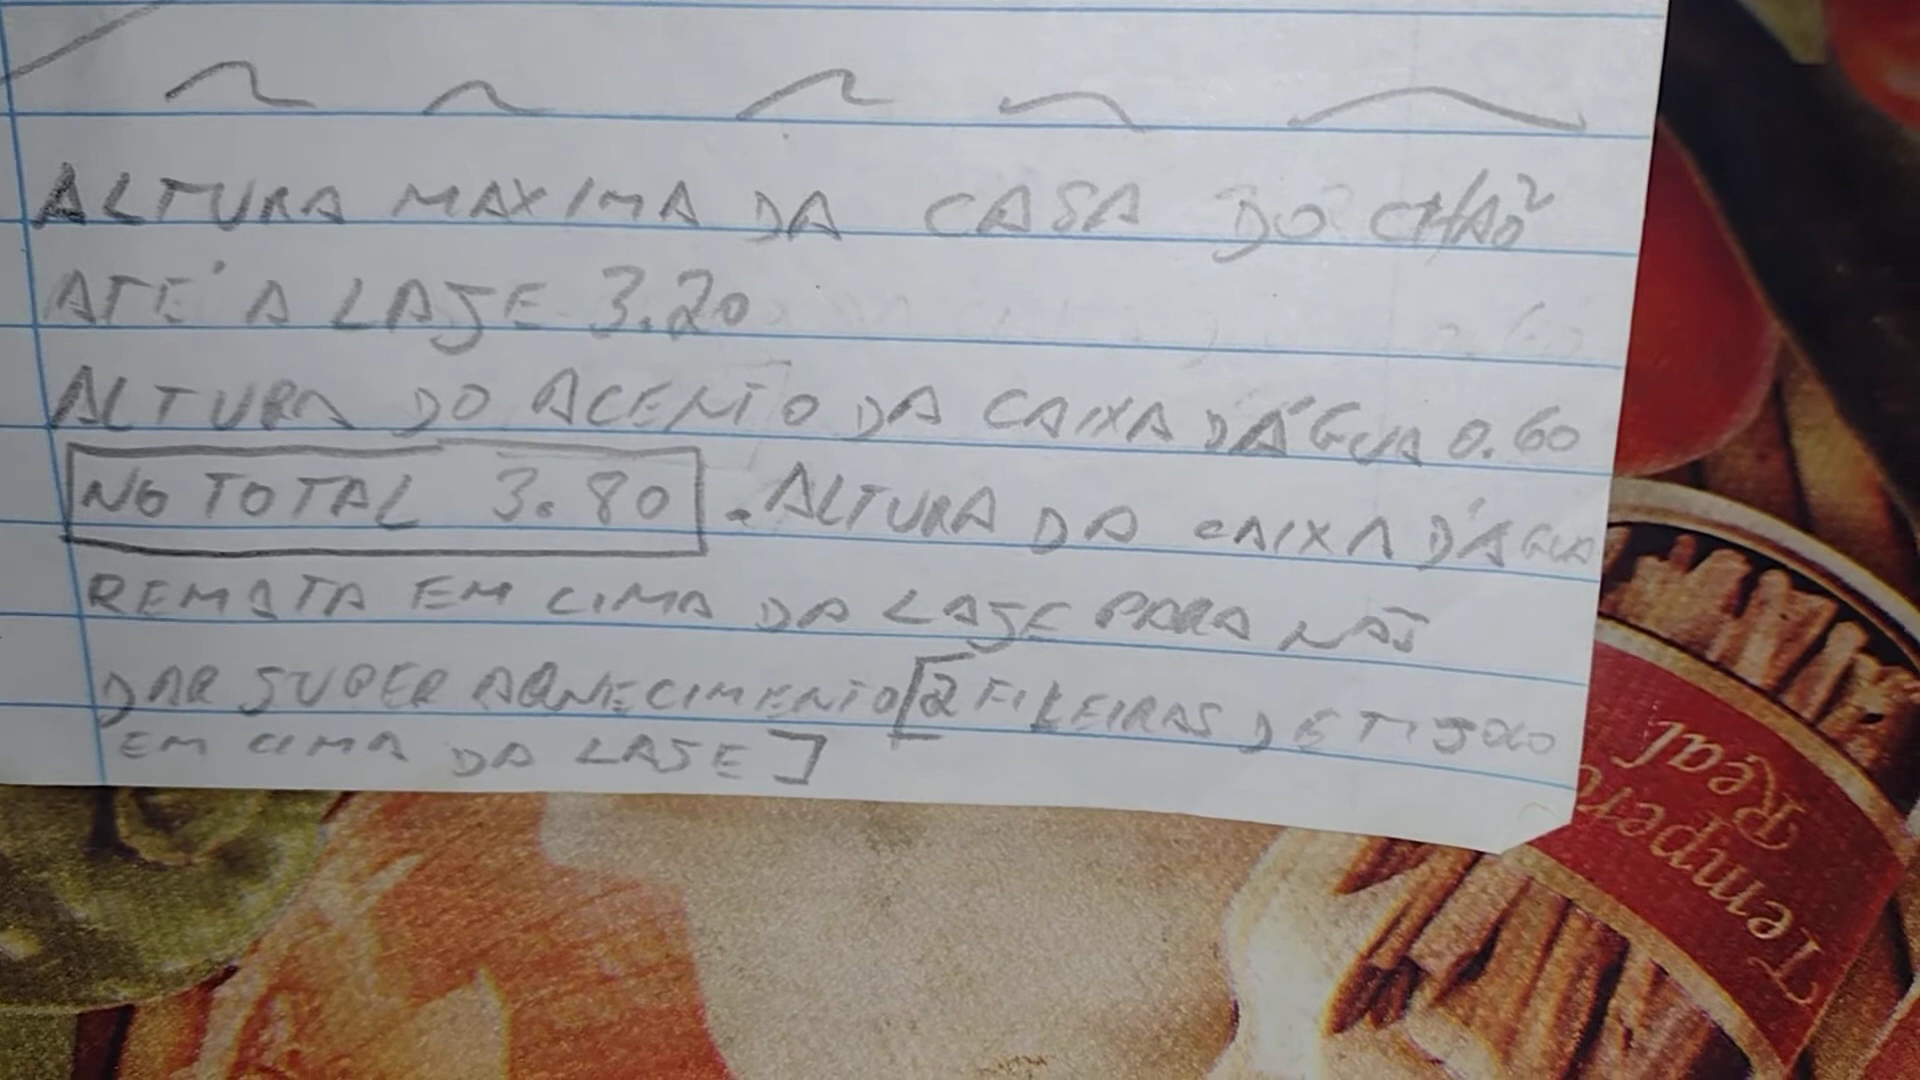 ALTURA MAXIMA DA CASA DO CHÃO
ATÉ A LAJE 3.20
ALTURA DO ACENTO DA CAIXA DÁGUA 0.60
NO TOTAL 3.80 . ALTURA DA CAIXA DÁGUA
REMATA EM CIMA DA LAJE PARA NÃO
DAR SUPER AQUECIMENTO [2 FILEIRAS DE TIJOLO
EM CIMA DA LAJE]
Tempero
Real